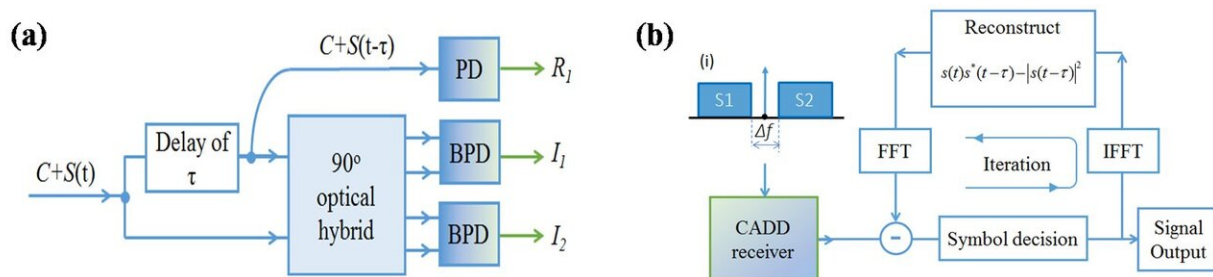 (a)
C+S(t-τ)
PD
R₁
Delay of
τ
C+S(t)
90º
optical
hybrid
BPD
I₁
BPD
I₂
(b)
(i)
S1
S2
Δf
Reconstruct
s(t)s*(t−τ)−|s(t−τ)|²
FFT
IFFT
Iteration
CADD
receiver
−
Symbol decision
Signal
Output